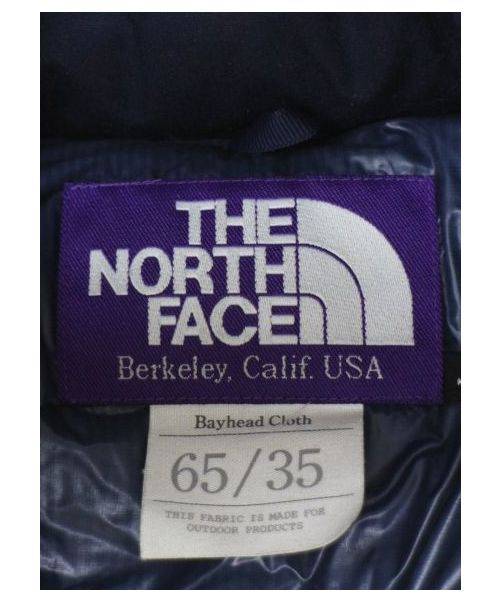 THE
NORTH
FACE
Berkeley, Calif. USA
Bayhead Cloth
65/35
THIS FABRIC IS MADE FOR
OUTDOOR PRODUCTS